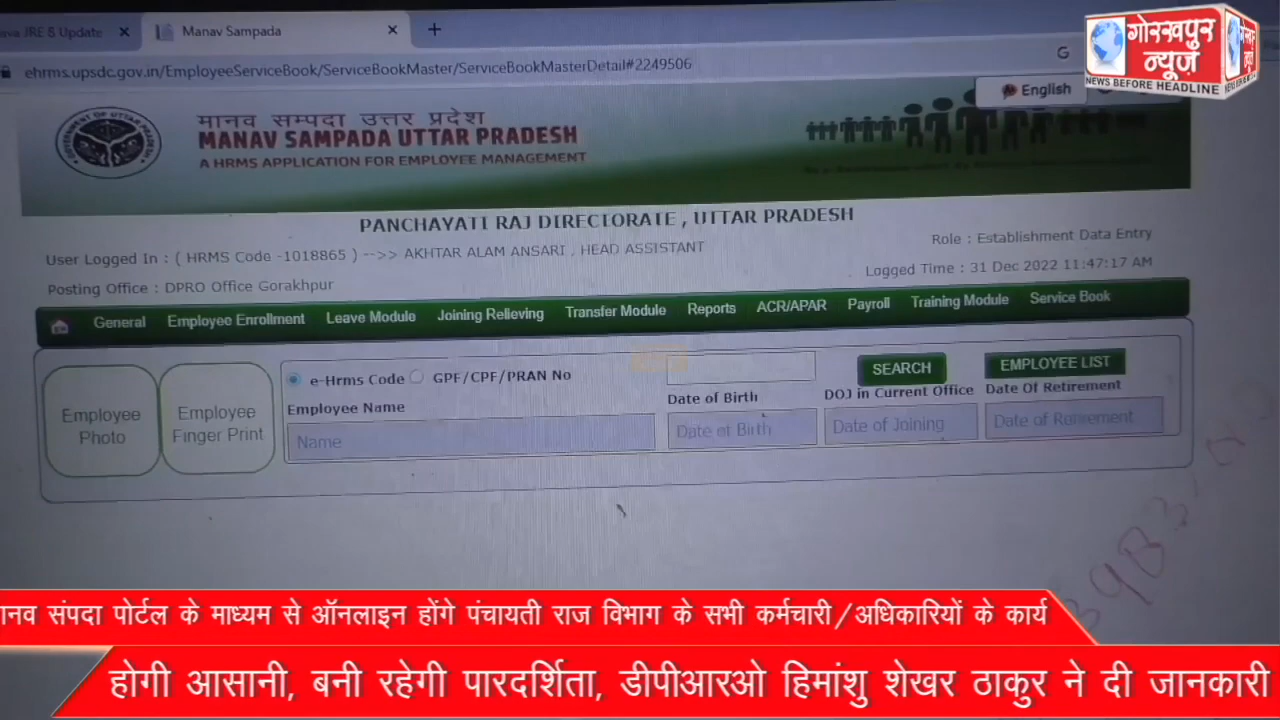 ava JRE 8 Update
Manav Sampada
ehrms.upsdc.gov.in/EmployeeServiceBook/ServiceBookMaster/ServiceBookMasterDetail#2249506
G
गोरखपुर
न्यूज़
NEWS BEFORE HEADLINE
English
GOVERNMENT OF UTTAR PRADESH
मानव सम्पदा उत्तर प्रदेश
MANAV SAMPADA UTTAR PRADESH
A HRMS APPLICATION FOR EMPLOYEE MANAGEMENT
PANCHAYATI RAJ DIRECTORATE , UTTAR PRADESH
User Logged In : ( HRMS Code -1018865 ) -->> AKHTAR ALAM ANSARI , HEAD ASSISTANT
Role : Establishment Data Entry
Posting Office : DPRO Office Gorakhpur
Logged Time : 31 Dec 2022 11:47:17 AM
General Employee Enrollment Leave Module Joining Relieving Transfer Module Reports ACR/APAR Payroll Training Module Service Book
Employee Photo
Employee Finger Print
e-Hrms Code GPF/CPF/PRAN No
SEARCH
EMPLOYEE LIST
Employee Name
Date of Birth
DOJ in Current Office
Date Of Retirement
Name
Date of Birth
Date of Joining
Date of Retirement
ानव संपदा पोर्टल के माध्यम से ऑनलाइन होंगे पंचायती राज विभाग के सभी कर्मचारी/अधिकारियों के कार्य
होगी आसानी, बनी रहेगी पारदर्शिता, डीपीआरओ हिमांशु शेखर ठाकुर ने दी जानकारी